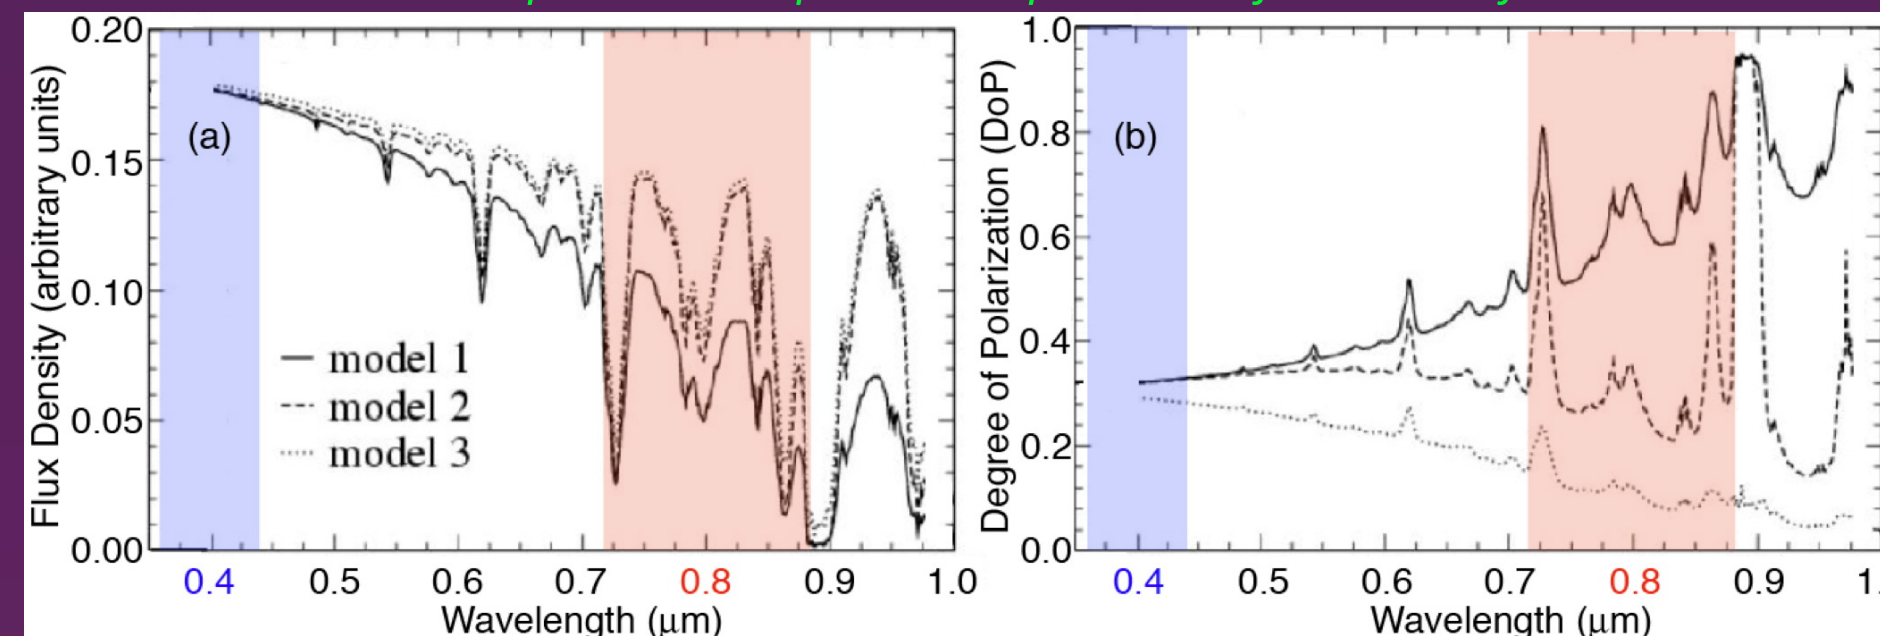 0.20
0.15
0.10
0.05
0.00
Flux Density (arbitrary units)
(a)
model 1
model 2
model 3
0.4 0.5 0.6 0.7 0.8 0.9 1.0
Wavelength (μm)
1.0
0.8
0.6
0.4
0.2
0.0
Degree of Polarization (DoP)
(b)
0.4 0.5 0.6 0.7 0.8 0.9 1.
Wavelength (μm)